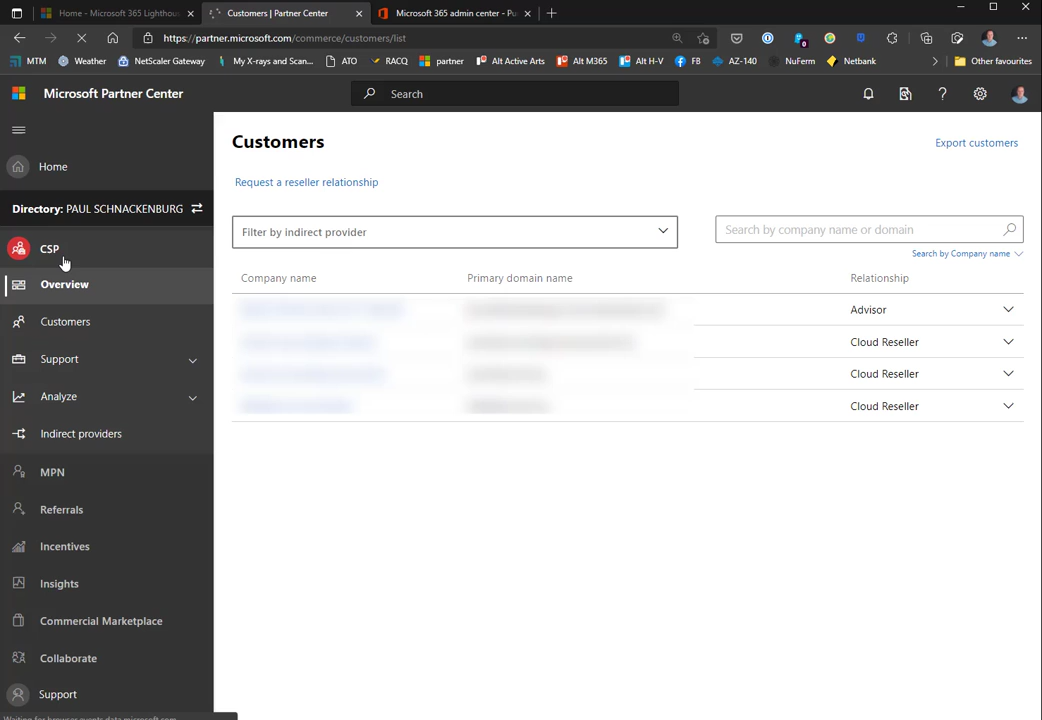 Home - Microsoft 365 Lighthou
Customers | Partner Center
Microsoft 365 admin center - Pu
https://partner.microsoft.com/commerce/customers/list
MTM
Weather
NetScaler Gateway
My X-rays and Scan...
ATO
RACQ
partner
Alt Active Arts
Alt M365
Alt H-V
FB
AZ-140
NuFerm
Netbank
Other favourites
Microsoft Partner Center
Search
Home
Directory: PAUL SCHNACKENBURG
CSP
Overview
Customers
Support
Analyze
Indirect providers
MPN
Referrals
Incentives
Insights
Commercial Marketplace
Collaborate
Support
Customers
Export customers
Request a reseller relationship
Filter by indirect provider
Search by company name or domain
Search by Company name
Company name Primary domain name Relationship
Advisor
Cloud Reseller
Cloud Reseller
Cloud Reseller